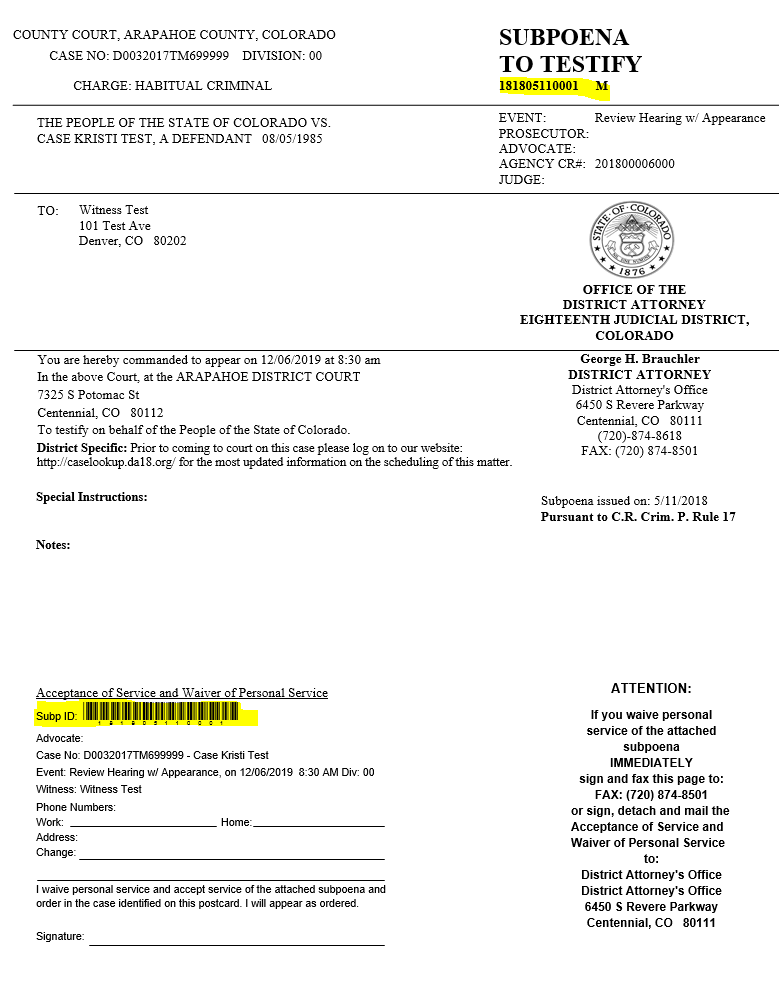 COUNTY COURT, ARAPAHOE COUNTY, COLORADO
CASE NO: D0032017TM699999 DIVISION: 00
CHARGE: HABITUAL CRIMINAL
SUBPOENA
TO TESTIFY
181805110001 M
THE PEOPLE OF THE STATE OF COLORADO VS.
CASE KRISTI TEST, A DEFENDANT 08/05/1985
EVENT: Review Hearing w/ Appearance
PROSECUTOR:
ADVOCATE:
AGENCY CR#: 201800006000
JUDGE:
TO: Witness Test
101 Test Ave
Denver, CO 80202
STATE OF COLORADO
1876
OFFICE OF THE
DISTRICT ATTORNEY
EIGHTEENTH JUDICIAL DISTRICT,
COLORADO
You are hereby commanded to appear on 12/06/2019 at 8:30 am
In the above Court, at the ARAPAHOE DISTRICT COURT
7325 S Potomac St
Centennial, CO 80112
To testify on behalf of the People of the State of Colorado.
District Specific: Prior to coming to court on this case please log on to our website:
http://caselookup.da18.org/ for the most updated information on the scheduling of this matter.
George H. Brauchler
DISTRICT ATTORNEY
District Attorney's Office
6450 S Revere Parkway
Centennial, CO 80111
(720)-874-8618
FAX: (720) 874-8501
Special Instructions:
Subpoena issued on: 5/11/2018
Pursuant to C.R. Crim. P. Rule 17
Notes:
Acceptance of Service and Waiver of Personal Service
Subp ID:
Advocate:
Case No: D0032017TM699999 - Case Kristi Test
Event: Review Hearing w/ Appearance, on 12/06/2019 8:30 AM Div: 00
Witness: Witness Test
Phone Numbers:
Work: Home:
Address:
Change:
I waive personal service and accept service of the attached subpoena and
order in the case identified on this postcard. I will appear as ordered.
Signature:
ATTENTION:
If you waive personal
service of the attached
subpoena
IMMEDIATELY
sign and fax this page to:
FAX: (720) 874-8501
or sign, detach and mail the
Acceptance of Service and
Waiver of Personal Service
to:
District Attorney's Office
District Attorney's Office
6450 S Revere Parkway
Centennial, CO 80111